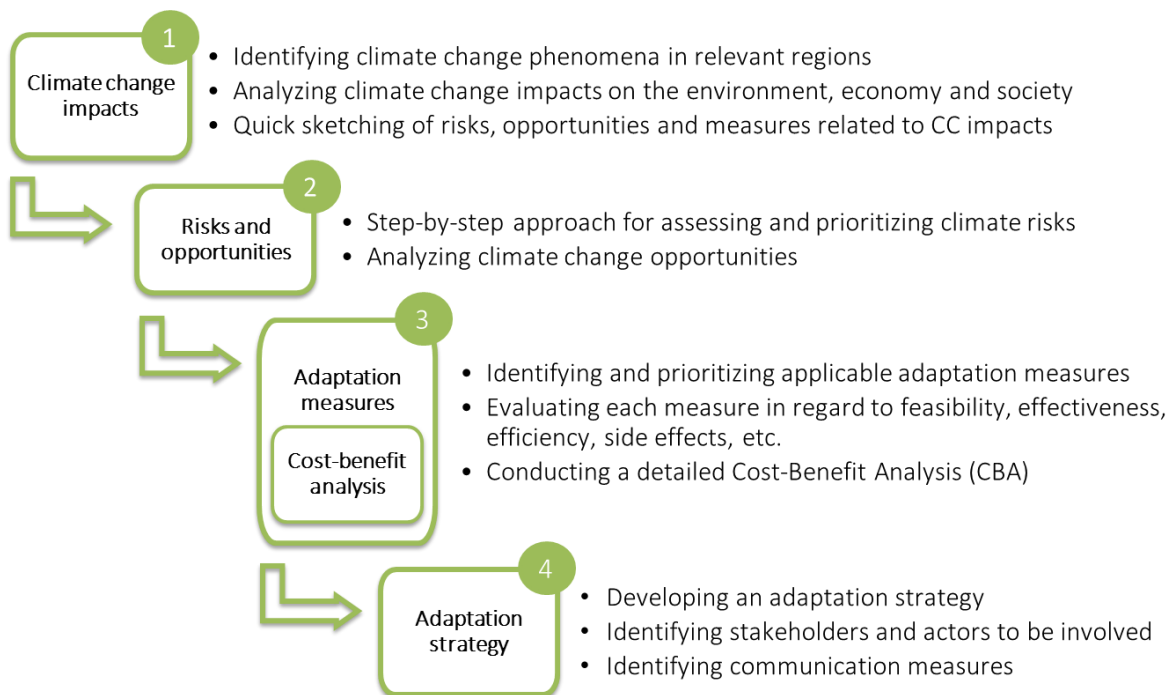 1
Climate change
impacts
• Identifying climate change phenomena in relevant regions
• Analyzing climate change impacts on the environment, economy and society
• Quick sketching of risks, opportunities and measures related to CC impacts
2
Risks and
opportunities
• Step-by-step approach for assessing and prioritizing climate risks
• Analyzing climate change opportunities
3
Adaptation
measures
Cost-benefit
analysis
• Identifying and prioritizing applicable adaptation measures
• Evaluating each measure in regard to feasibility, effectiveness,
efficiency, side effects, etc.
• Conducting a detailed Cost-Benefit Analysis (CBA)
4
Adaptation
strategy
• Developing an adaptation strategy
• Identifying stakeholders and actors to be involved
• Identifying communication measures